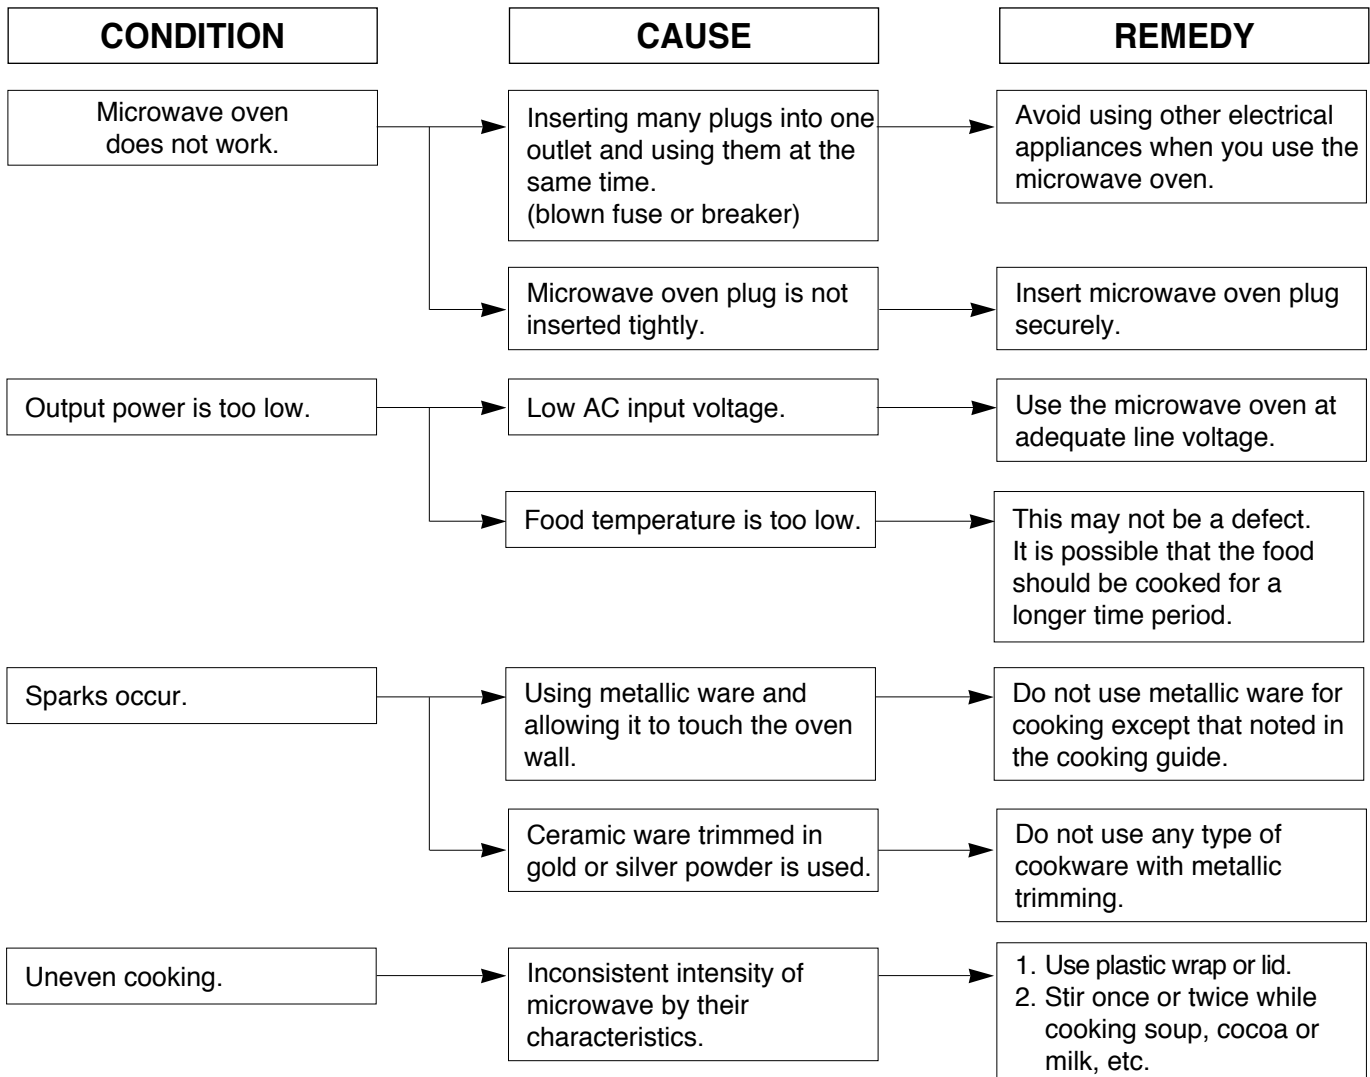 CONDITION
CAUSE
REMEDY
Microwave oven
does not work.
Inserting many plugs into one
outlet and using them at the
same time.
(blown fuse or breaker)
Avoid using other electrical
appliances when you use the
microwave oven.
Microwave oven plug is not
inserted tightly.
Insert microwave oven plug
securely.
Output power is too low.
Low AC input voltage.
Use the microwave oven at
adequate line voltage.
Food temperature is too low.
This may not be a defect.
It is possible that the food
should be cooked for a
longer time period.
Sparks occur.
Using metallic ware and
allowing it to touch the oven
wall.
Do not use metallic ware for
cooking except that noted in
the cooking guide.
Ceramic ware trimmed in
gold or silver powder is used.
Do not use any type of
cookware with metallic
trimming.
Uneven cooking.
Inconsistent intensity of
microwave by their
characteristics.
1. Use plastic wrap or lid.
2. Stir once or twice while
cooking soup, cocoa or
milk, etc.